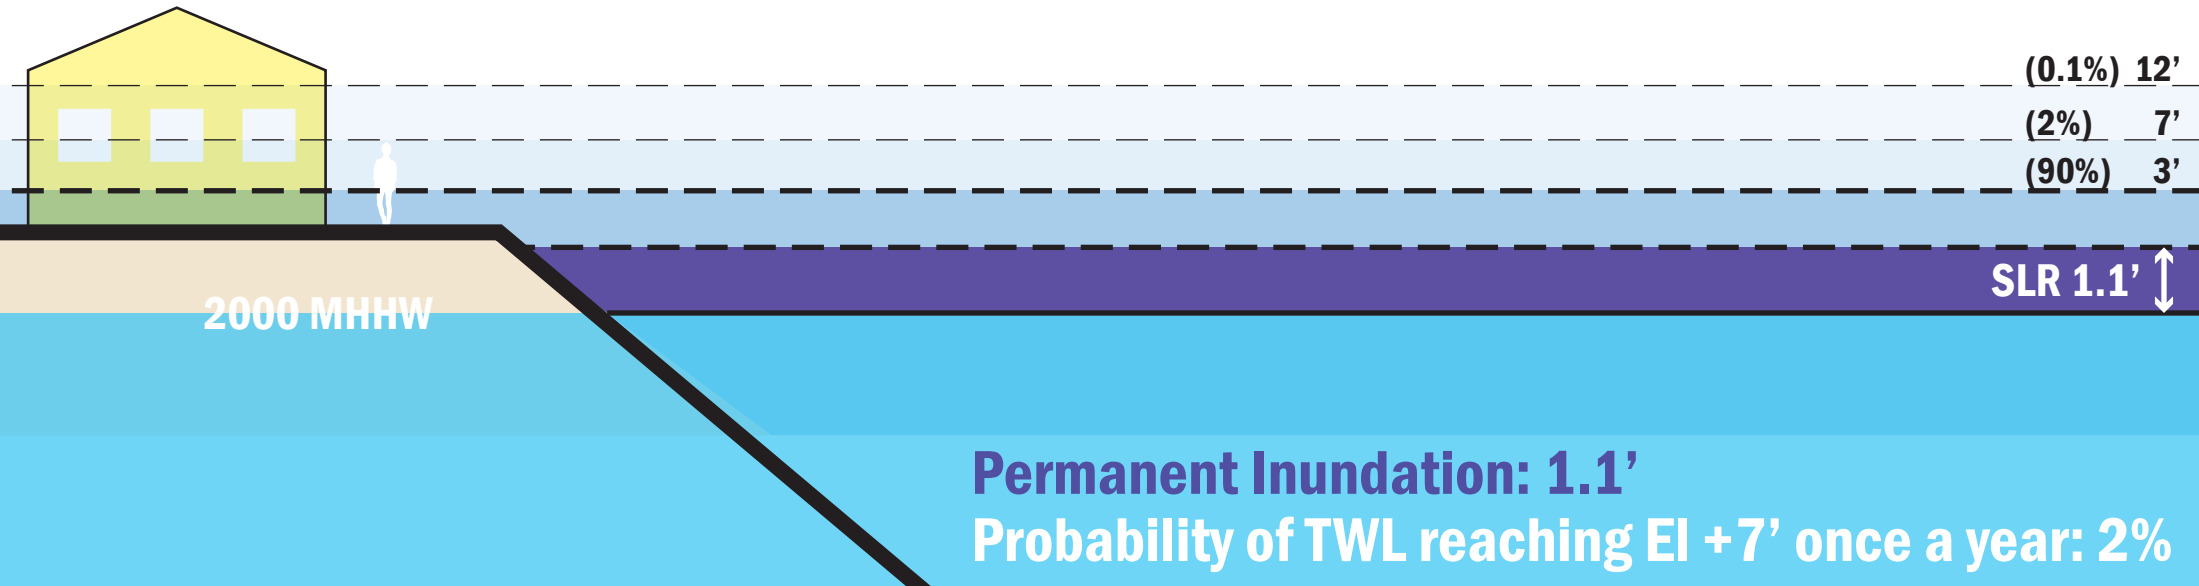 (0.1%) 12’
(2%) 7’
(90%) 3’
SLR 1.1’
2000 MHHW
Permanent Inundation: 1.1’
Probability of TWL reaching El +7’ once a year: 2%